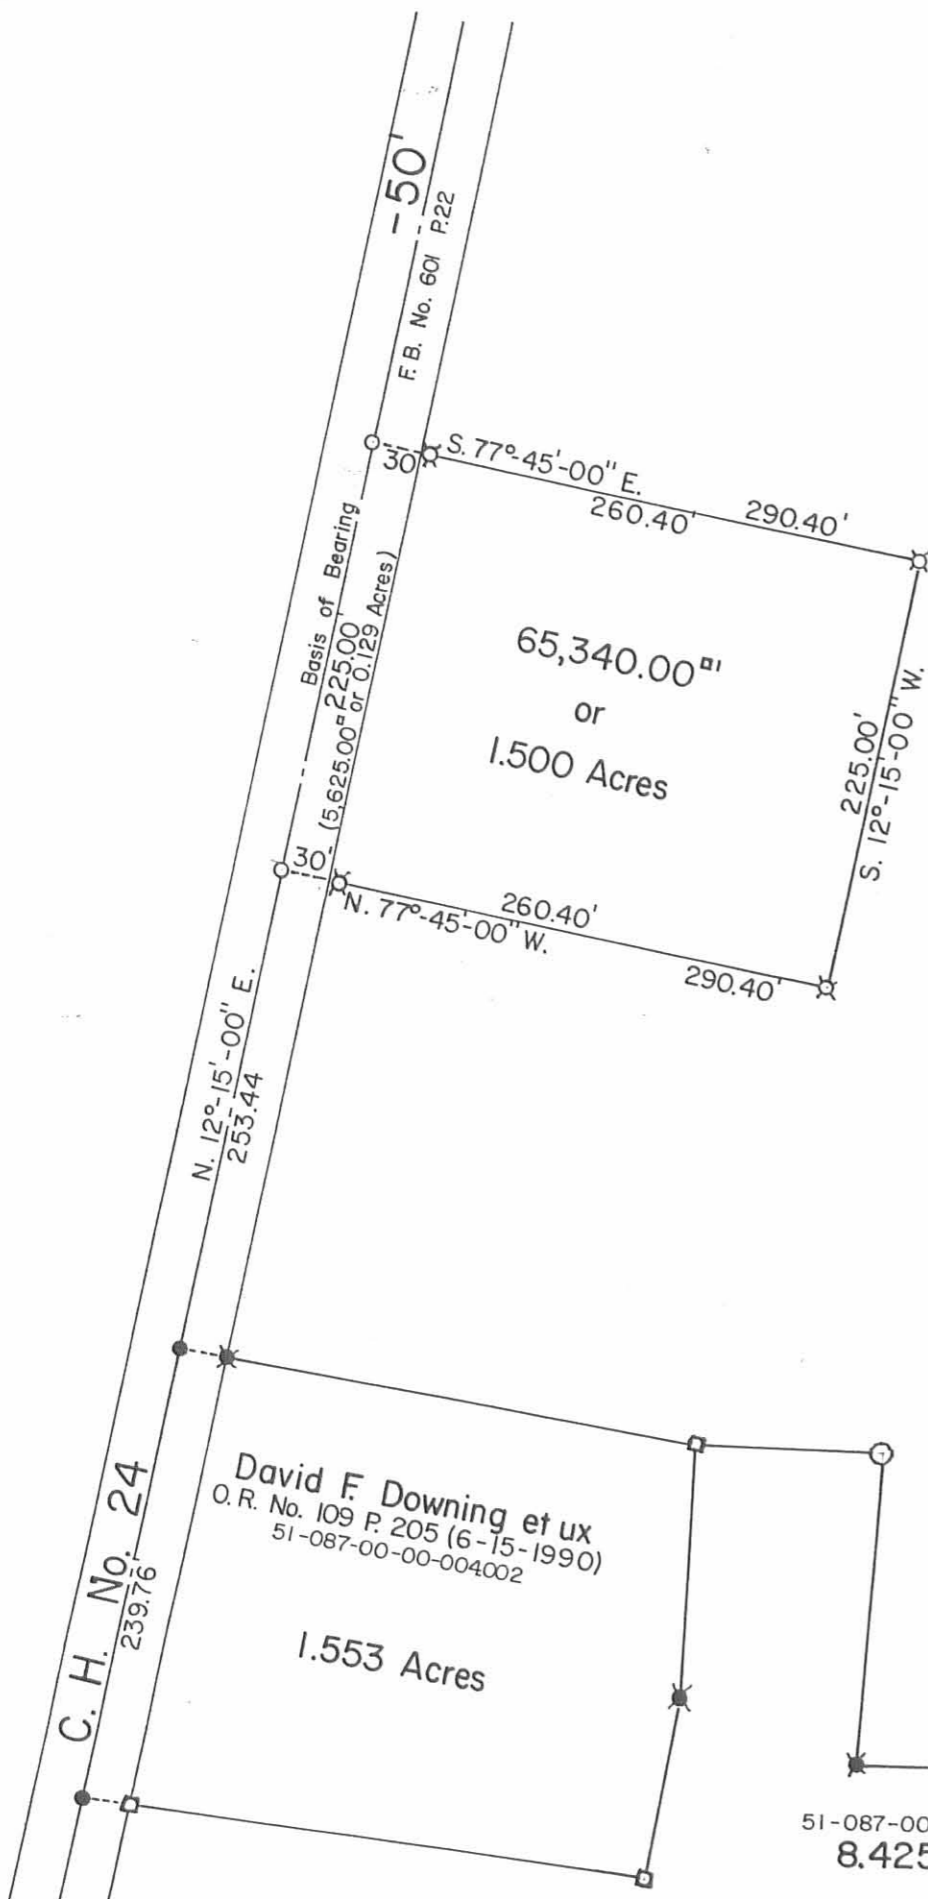 -50'
F.B. No. 601 P.22
30'
S. 77°-45'-00" E.
260.40'
290.40'
Basis of Bearing
225.00'
(5,625.00□' or 0.129 Acres)
65,340.00□'
or
1.500 Acres
225.00'
S. 12°-15'-00" W.
30'
N. 77°-45'-00" W.
260.40'
290.40'
N. 12°-15'-00" E.
253.44
C. H. No. 24
239.76'
David F. Downing et ux
O.R. No. 109 P. 205 (6-15-1990)
51-087-00-00-004002
1.553 Acres
51-087-00
8.425